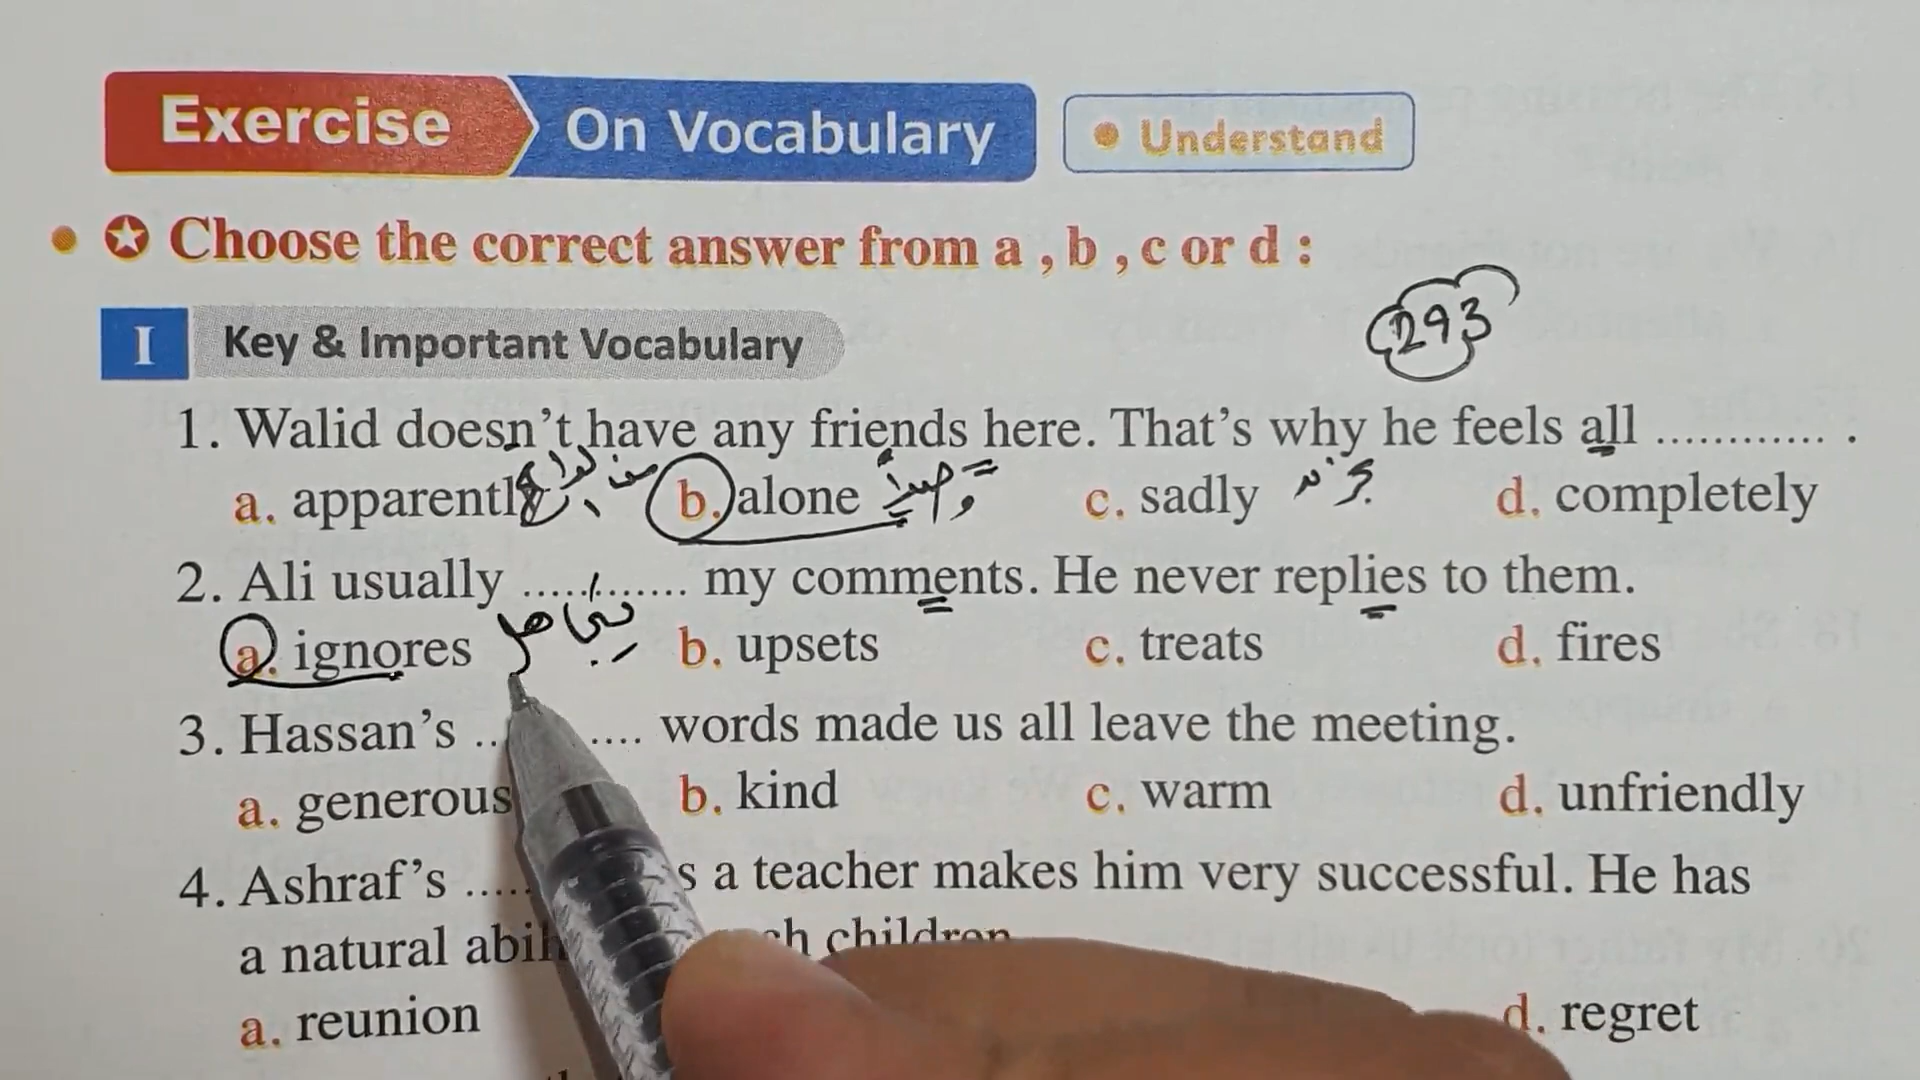 Exercise On Vocabulary • Understand
• Choose the correct answer from a , b , c or d :
293
I Key & Important Vocabulary
1. Walid doesn't have any friends here. That's why he feels all ............. .
a. apparently b. alone وحيداً c. sadly بحزن d. completely
2. Ali usually ............. my comments. He never replies to them.
a. ignores يتجاهل b. upsets c. treats d. fires
3. Hassan's ... .... words made us all leave the meeting.
a. generous b. kind c. warm d. unfriendly
4. Ashraf's ..... s a teacher makes him very successful. He has
a natural children
a. reunion d. regret